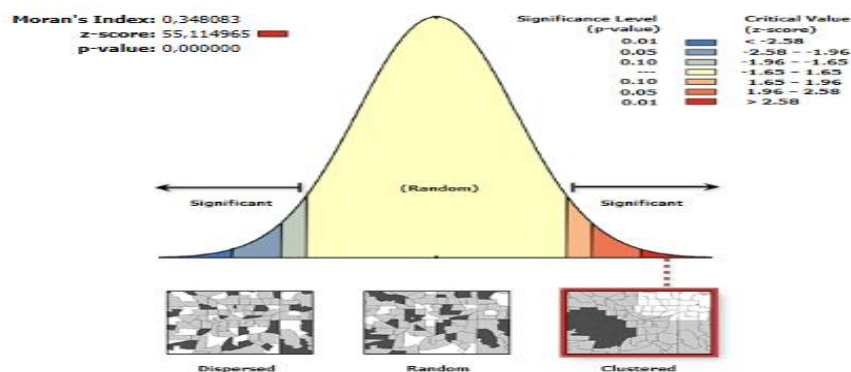 Moran's Index: 0,348083
z-score: 55,114965
p-value: 0,000000
Significance Level
(p-value)
Critical Value
(z-score)
0.01 < -2.58
0.05 -2.58 - -1.96
0.10 -1.96 - -1.65
--- -1.65 - 1.65
0.10 1.65 - 1.96
0.05 1.96 - 2.58
0.01 > 2.58
(Random)
Significant Significant
Dispersed Random Clustered